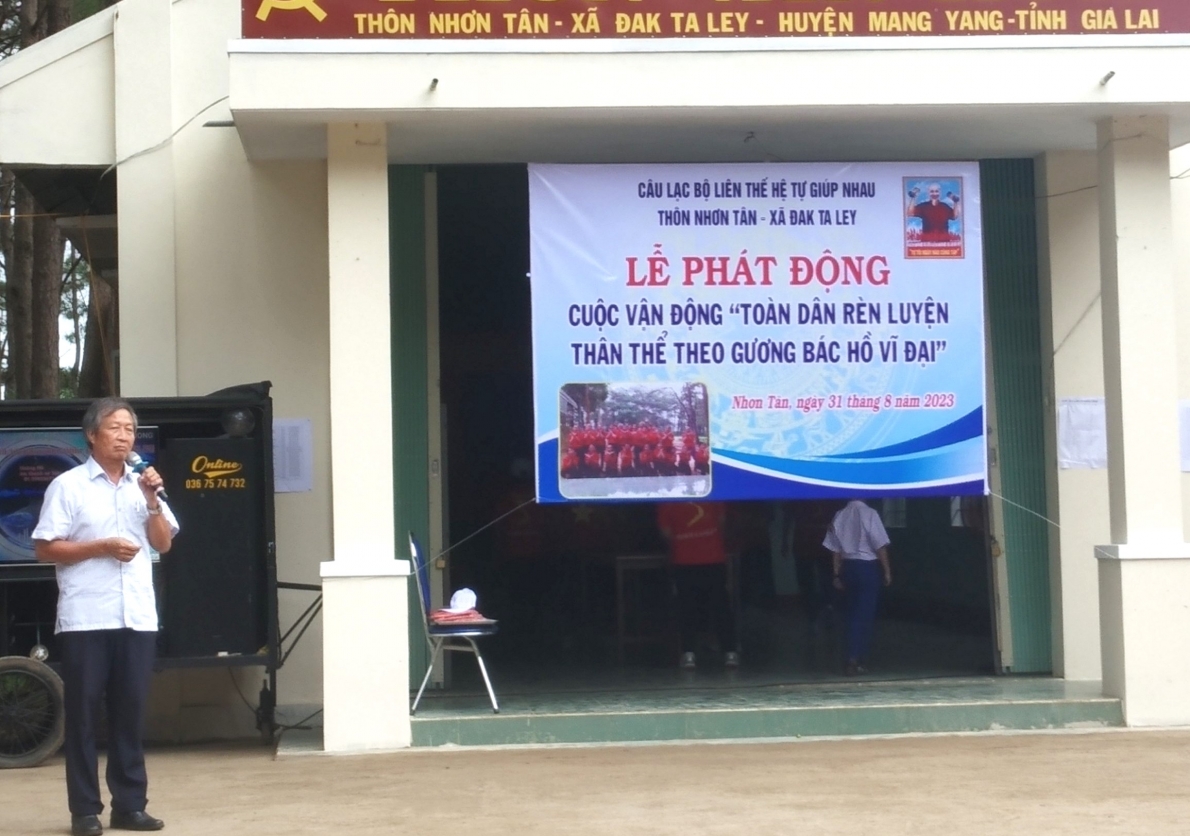 THÔN NHƠN TÂN - XÃ ĐAK TA LEY - HUYỆN MANG YANG - TỈNH GIA LAI
CÂU LẠC BỘ LIÊN THẾ HỆ TỰ GIÚP NHAU
THÔN NHƠN TÂN - XÃ ĐAK TA LEY
LỄ PHÁT ĐỘNG
CUỘC VẬN ĐỘNG “TOÀN DÂN RÈN LUYỆN
THÂN THỂ THEO GƯƠNG BÁC HỒ VĨ ĐẠI”
Nhơn Tân, ngày 31 tháng 8 năm 2023
Online
036 75 74 732